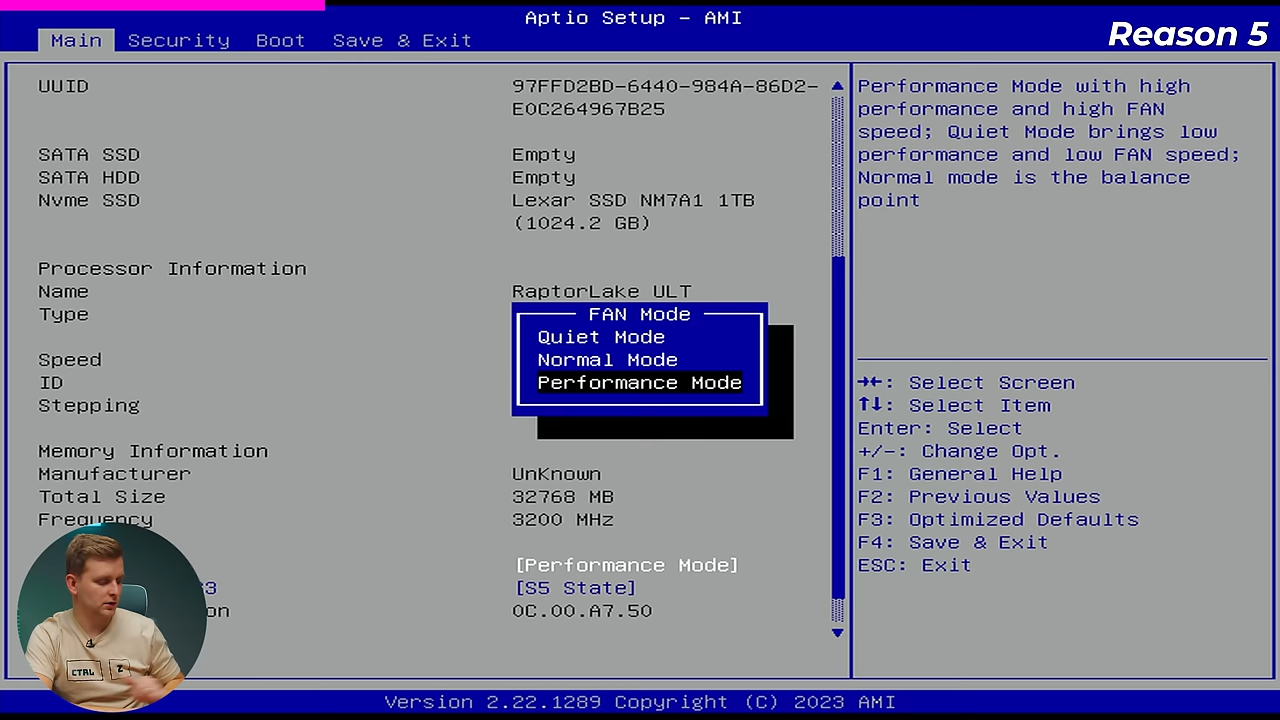 Aptio Setup – AMI
Reason 5
Main Security Boot Save & Exit
UUID 97FFD2BD-6440-984A-86D2-
E0C264967B25
SATA SSD Empty
SATA HDD Empty
Nvme SSD Lexar SSD NM7A1 1TB
(1024.2 GB)
Processor Information
Name RaptorLake ULT
Type
Speed
ID
Stepping
FAN Mode
Quiet Mode
Normal Mode
Performance Mode
Memory Information
Manufacturer UnKnown
Total Size 32768 MB
Frequency 3200 MHz
[Performance Mode]
[S5 State]
0C.00.A7.50
Performance Mode with high
performance and high FAN
speed; Quiet Mode brings low
performance and low FAN speed;
Normal mode is the balance
point
→←: Select Screen
↑↓: Select Item
Enter: Select
+/-: Change Opt.
F1: General Help
F2: Previous Values
F3: Optimized Defaults
F4: Save & Exit
ESC: Exit
CTRL Z
Version 2.22.1289 Copyright (C) 2023 AMI